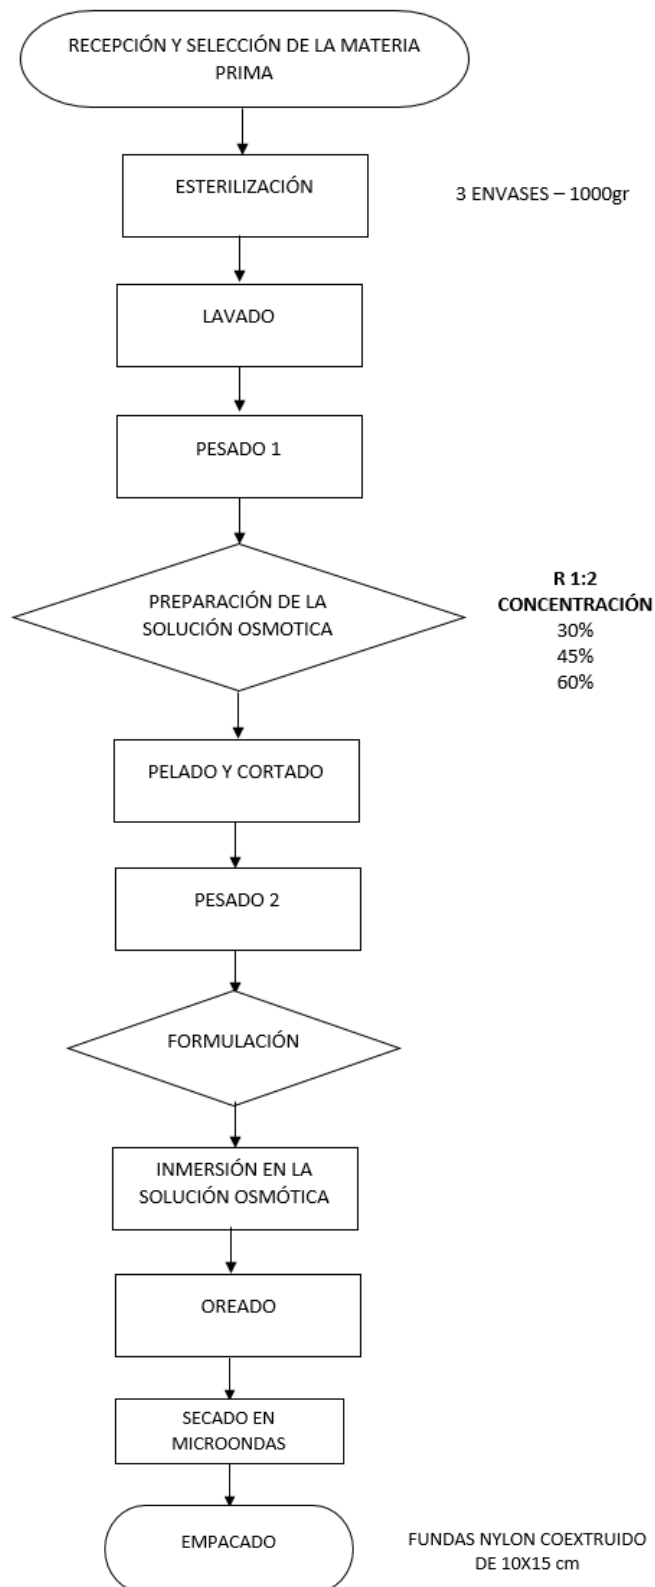 RECEPCIÓN Y SELECCIÓN DE LA MATERIA
PRIMA
ESTERILIZACIÓN
3 ENVASES – 1000gr
LAVADO
PESADO 1
PREPARACIÓN DE LA
SOLUCIÓN OSMOTICA
R 1:2
CONCENTRACIÓN
30%
45%
60%
PELADO Y CORTADO
PESADO 2
FORMULACIÓN
INMERSIÓN EN LA
SOLUCIÓN OSMÓTICA
OREADO
SECADO EN
MICROONDAS
EMPACADO
FUNDAS NYLON COEXTRUIDO
DE 10X15 cm